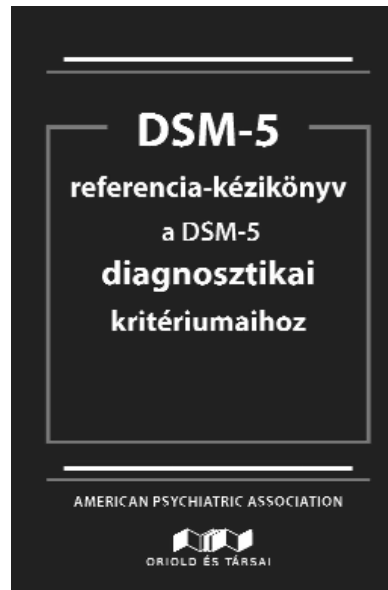 DSM-5
referencia-kézikönyv
a DSM-5
diagnosztikai
kritériumaihoz
AMERICAN PSYCHIATRIC ASSOCIATION
ORIOLD ÉS TÁRSAI